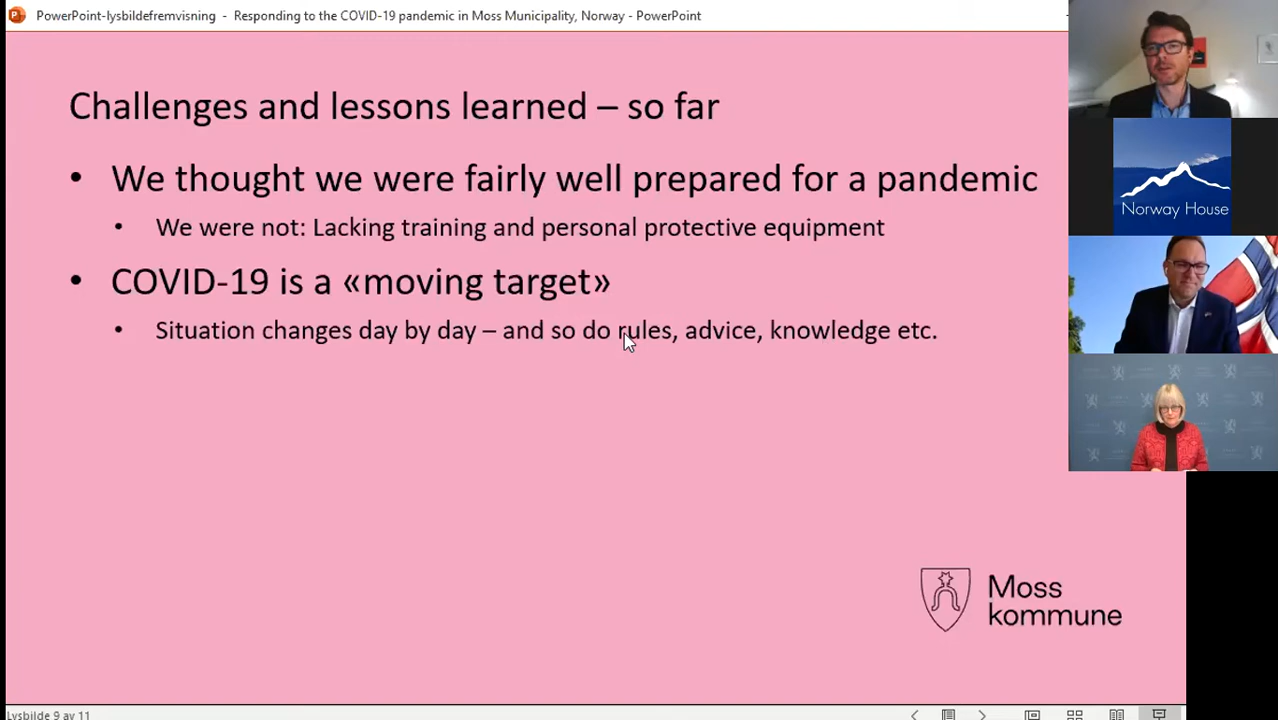 PowerPoint-lysbildefremvisning - Responding to the COVID-19 pandemic in Moss Municipality, Norway - PowerPoint
Challenges and lessons learned – so far
• We thought we were fairly well prepared for a pandemic
• We were not: Lacking training and personal protective equipment
• COVID-19 is a «moving target»
• Situation changes day by day – and so do rules, advice, knowledge etc.
Norway House
Moss
kommune
Lysbilde 9 av 11